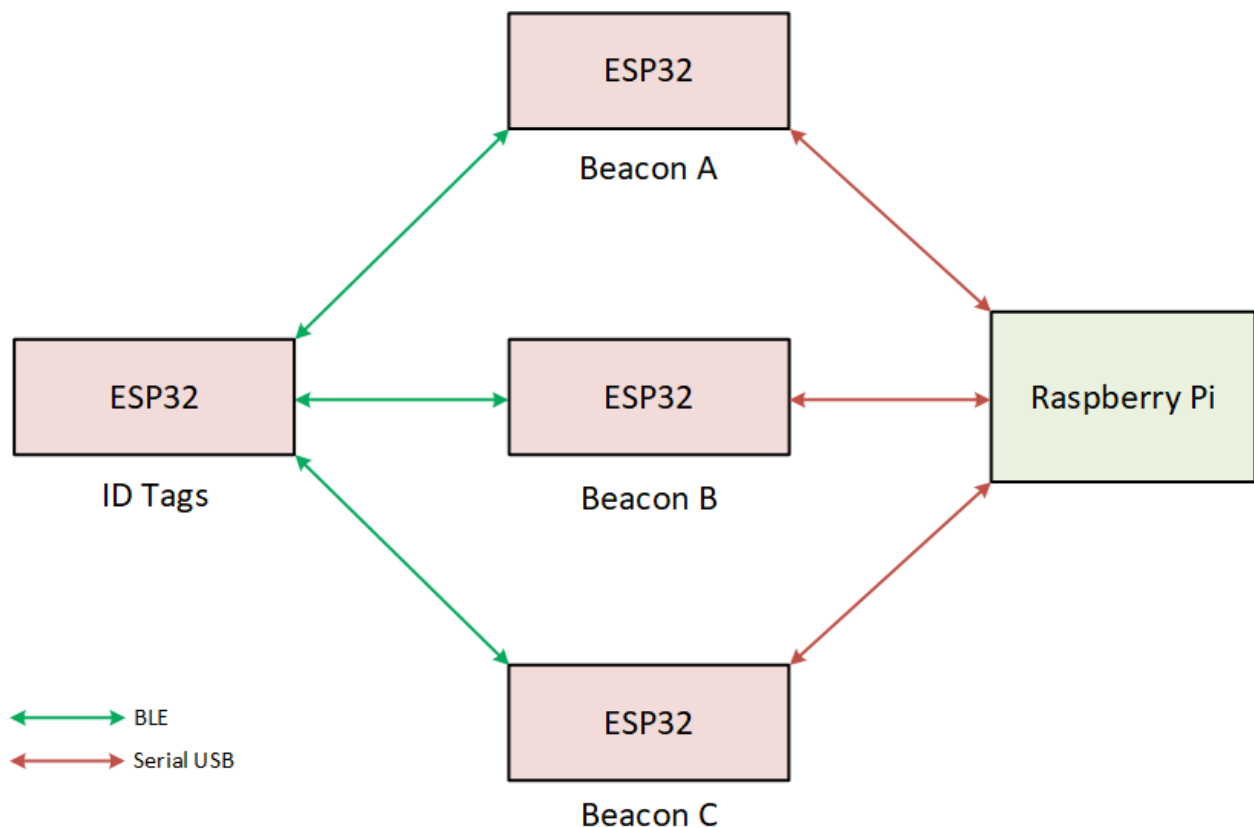 ESP32
Beacon A
ESP32
ID Tags
ESP32
Beacon B
Raspberry Pi
ESP32
Beacon C
BLE
Serial USB